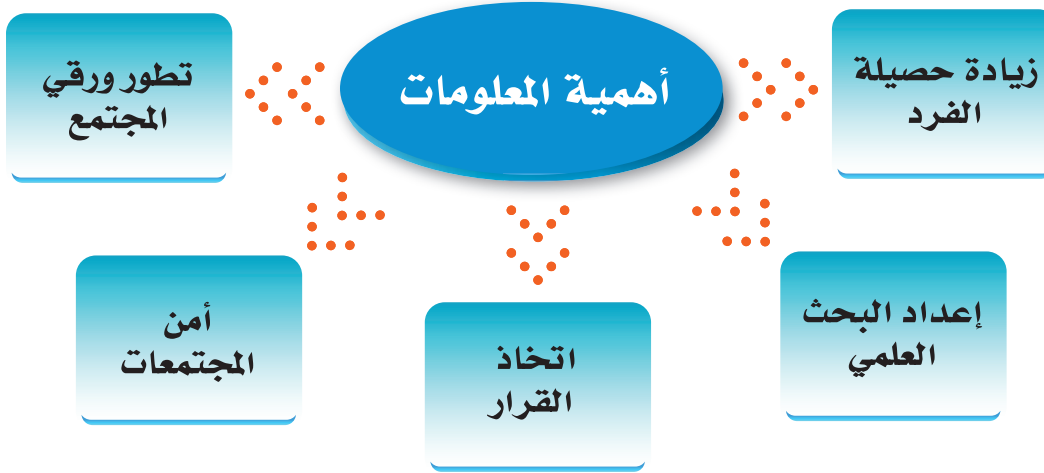 أهمية المعلومات
زيادة حصيلة
الفرد
إعداد البحث
العلمي
اتخاذ
القرار
أمن
المجتمعات
تطور ورقي
المجتمع